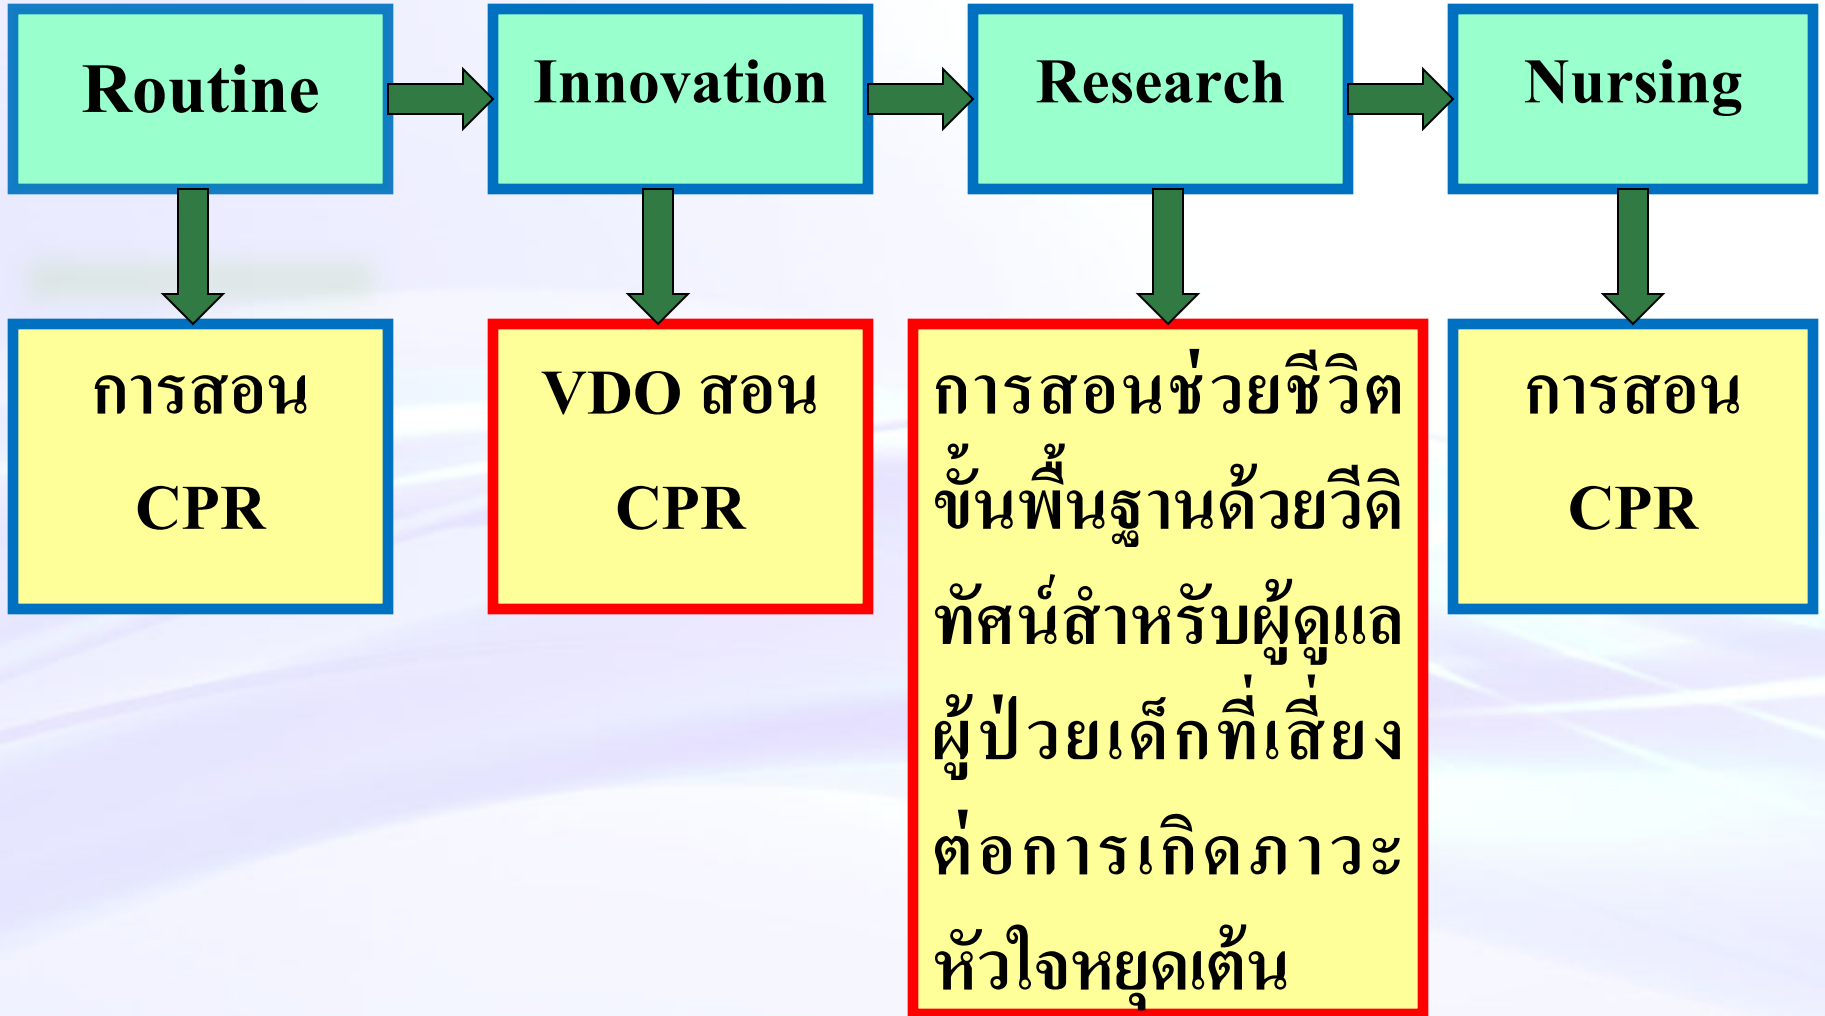 Routine
Innovation
Research
Nursing
การสอน
CPR
VDO สอน
CPR
การสอนช่วยชีวิต
ขั้นพื้นฐานด้วยวีดิ
ทัศน์สำหรับผู้ดูแล
ผู้ป่วยเด็กที่เสี่ยง
ต่อการเกิดภาวะ
หัวใจหยุดเต้น
การสอน
CPR